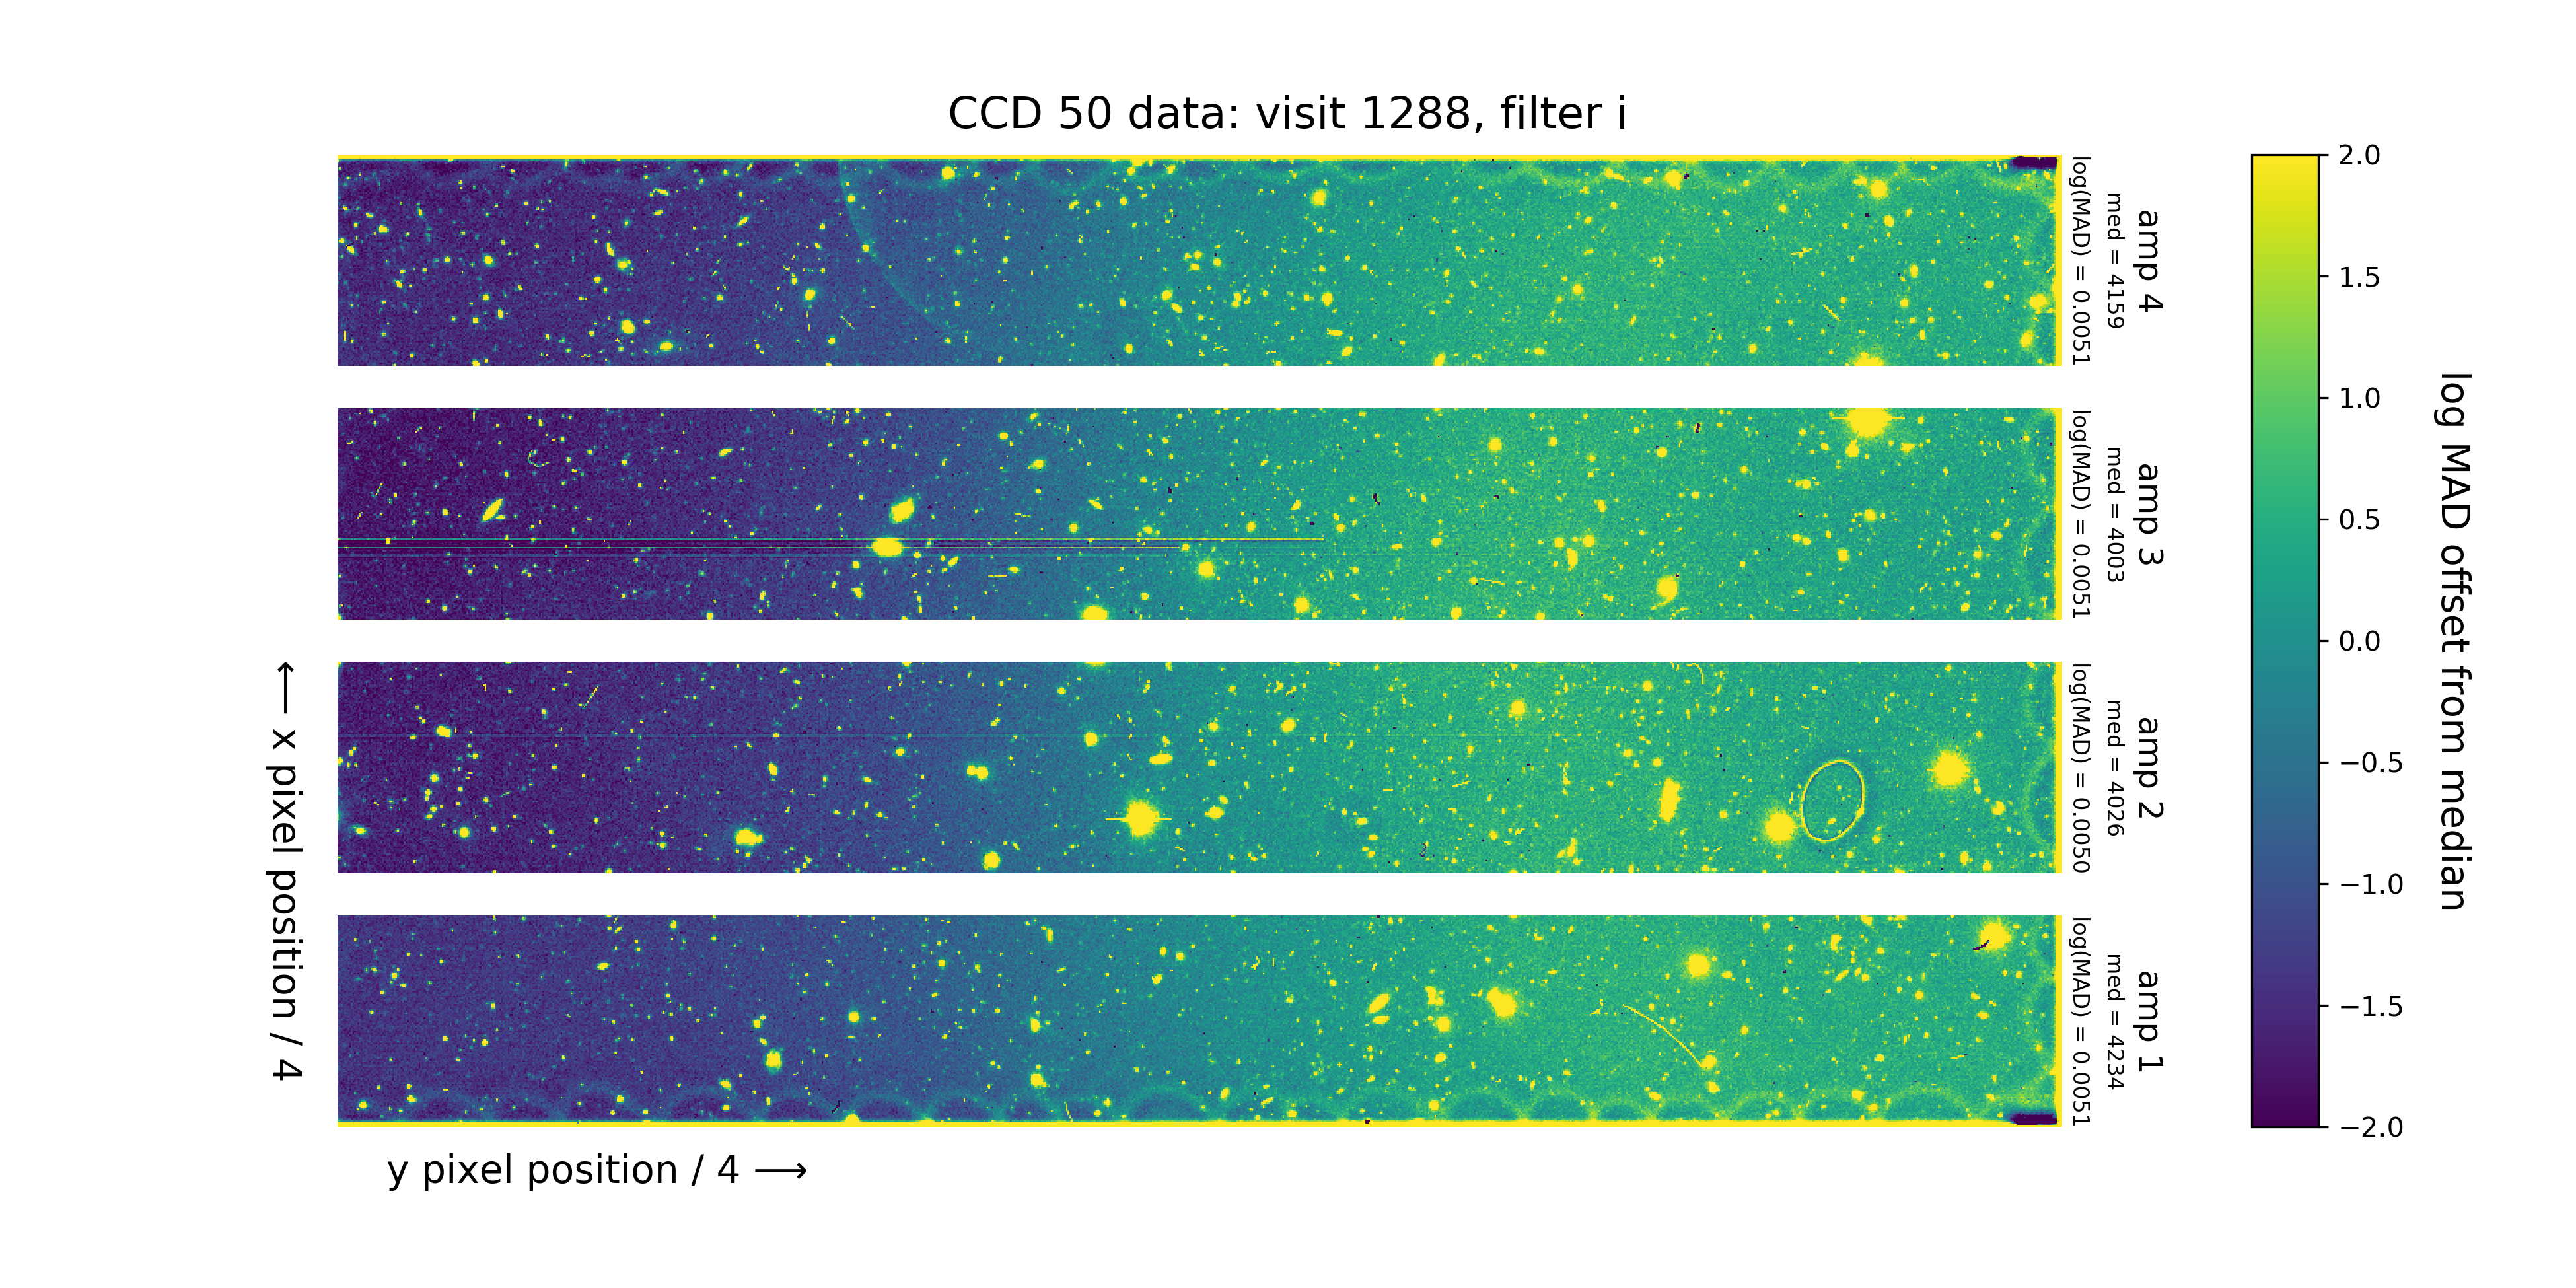 CCD 50 data: visit 1288, filter i
amp 4
med = 4159
log(MAD) = 0.0051
amp 3
med = 4003
log(MAD) = 0.0051
amp 2
med = 4026
log(MAD) = 0.0050
amp 1
med = 4234
log(MAD) = 0.0051
⟵ x pixel position / 4
y pixel position / 4 ⟶
2.0
1.5
1.0
0.5
0.0
−0.5
−1.0
−1.5
−2.0
log MAD offset from median